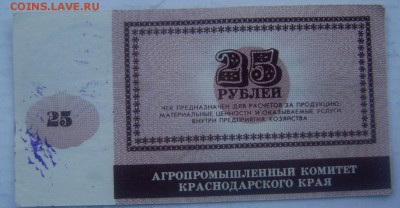 COINS.LAVE.RU
25
РУБЛЕЙ
ЧЕК ПРЕДНАЗНАЧЕН ДЛЯ РАСЧЕТОВ ЗА ПРОДУКЦИЮ,
МАТЕРИАЛЬНЫЕ ЦЕННОСТИ И ОКАЗЫВАЕМЫЕ УСЛУГИ
ВНУТРИ ПРЕДПРИЯТИЯ, ХОЗЯЙСТВА
25
АГРОПРОМЫШЛЕННЫЙ КОМИТЕТ
КРАСНОДАРСКОГО КРАЯ